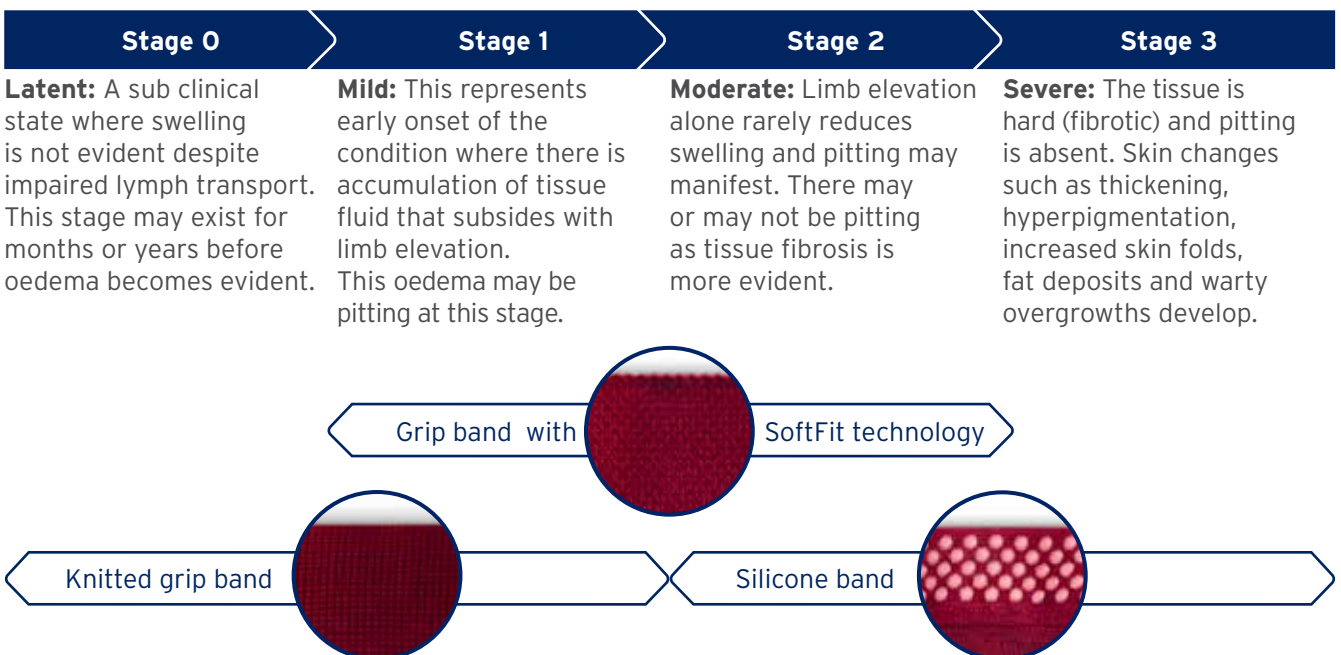 Stage 0
Stage 1
Stage 2
Stage 3
Latent: A sub clinical
state where swelling
is not evident despite
impaired lymph transport.
This stage may exist for
months or years before
oedema becomes evident.
Mild: This represents
early onset of the
condition where there is
accumulation of tissue
fluid that subsides with
limb elevation.
This oedema may be
pitting at this stage.
Moderate: Limb elevation
alone rarely reduces
swelling and pitting may
manifest. There may
or may not be pitting
as tissue fibrosis is
more evident.
Severe: The tissue is
hard (fibrotic) and pitting
is absent. Skin changes
such as thickening,
hyperpigmentation,
increased skin folds,
fat deposits and warty
overgrowths develop.
Grip band with SoftFit technology
Knitted grip band
Silicone band